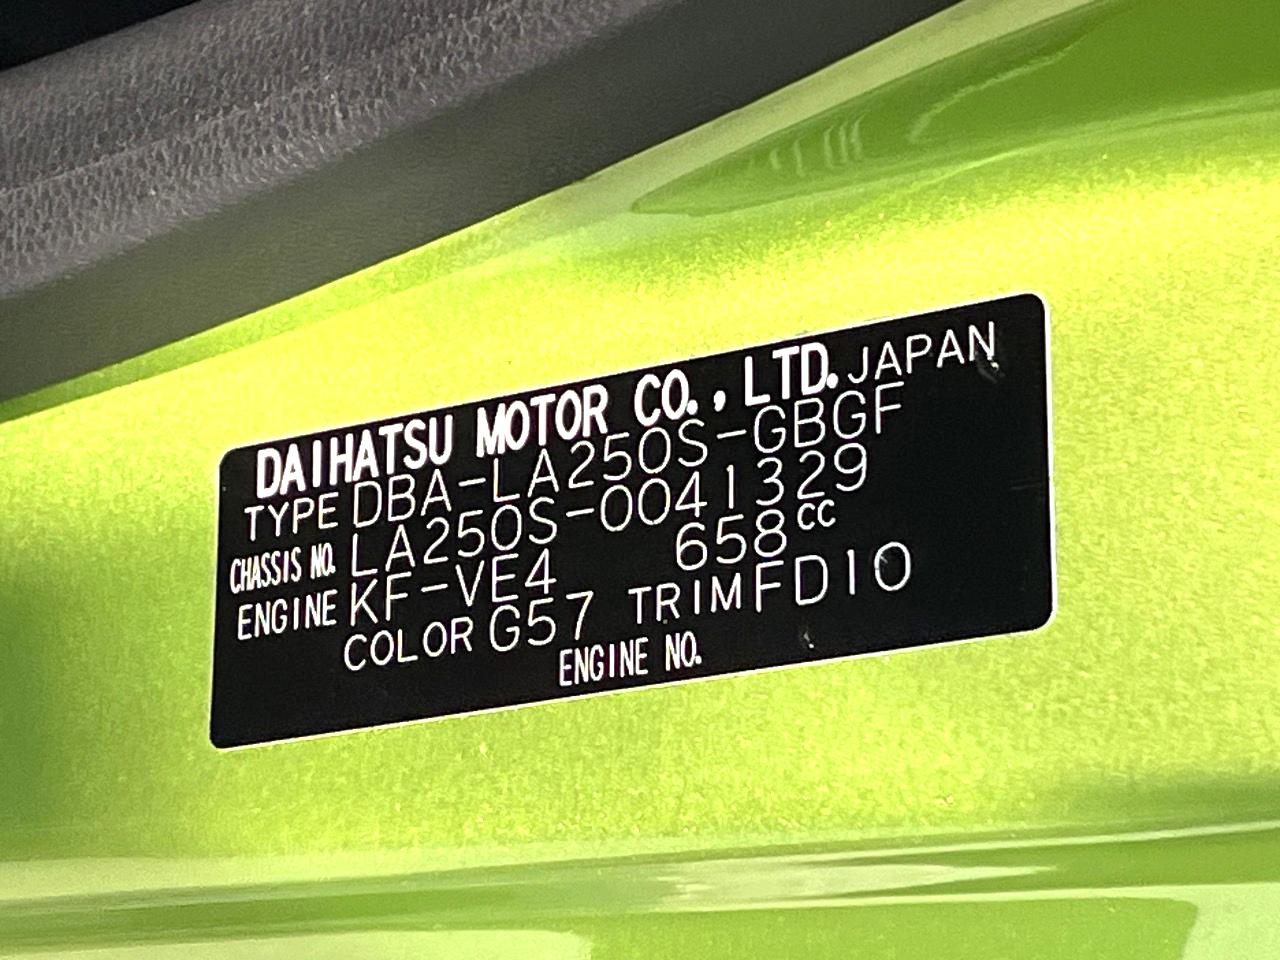 DAIHATSU MOTOR CO., LTD. JAPAN
TYPE DBA-LA250S-GBGF
CHASSIS NO. LA250S-0041329
ENGINE KF-VE4 658cc
COLOR G57 TRIM FD10
ENGINE NO.